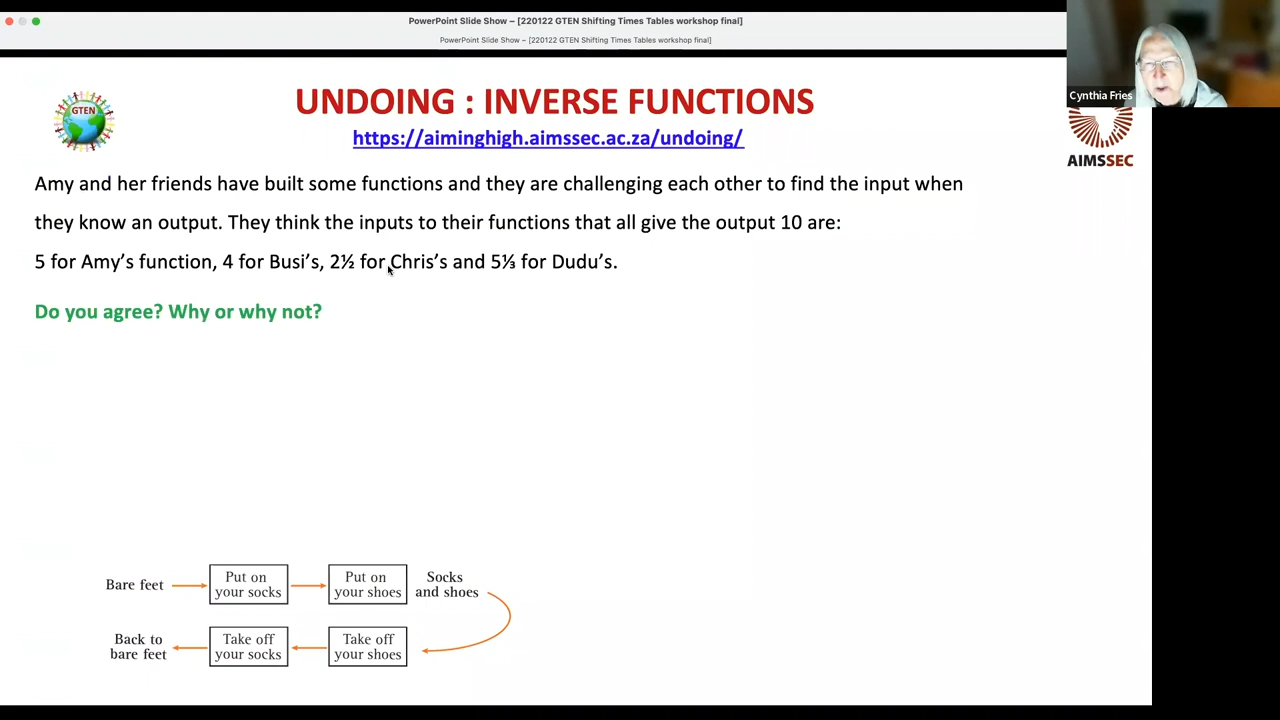 PowerPoint Slide Show – [220122 GTEN Shifting Times Tables workshop final]
PowerPoint Slide Show – [220122 GTEN Shifting Times Tables workshop final]
Cynthia Fries
GTEN
UNDOING : INVERSE FUNCTIONS
https://aiminghigh.aimssec.ac.za/undoing/
AIMSSEC
Amy and her friends have built some functions and they are challenging each other to find the input when
they know an output. They think the inputs to their functions that all give the output 10 are:
5 for Amy’s function, 4 for Busi’s, 2½ for Chris’s and 5⅓ for Dudu’s.
Do you agree? Why or why not?
Bare feet
Put on
your socks
Put on
your shoes
Socks
and shoes
Back to
bare feet
Take off
your socks
Take off
your shoes